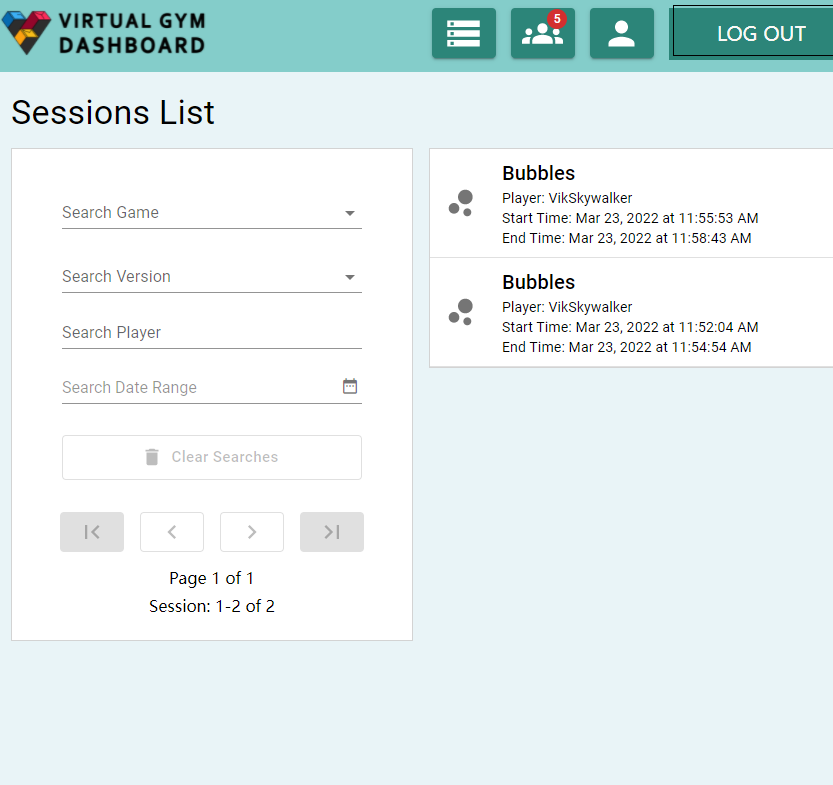 VIRTUAL GYM
DASHBOARD
5
LOG OUT
Sessions List
Search Game
Search Version
Search Player
Search Date Range
Clear Searches
Page 1 of 1
Session: 1-2 of 2
Bubbles
Player: VikSkywalker
Start Time: Mar 23, 2022 at 11:55:53 AM
End Time: Mar 23, 2022 at 11:58:43 AM
Bubbles
Player: VikSkywalker
Start Time: Mar 23, 2022 at 11:52:04 AM
End Time: Mar 23, 2022 at 11:54:54 AM